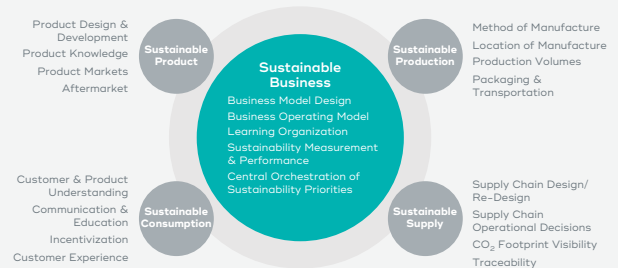 Product Design &
Development
Product Knowledge
Product Markets
Aftermarket
Sustainable
Product
Sustainable
Business
Business Model Design
Business Operating Model
Learning Organization
Sustainability Measurement
& Performance
Central Orchestration of
Sustainability Priorities
Sustainable
Production
Method of Manufacture
Location of Manufacture
Production Volumes
Packaging &
Transportation
Customer & Product
Understanding
Communication &
Education
Incentivization
Customer Experience
Sustainable
Consumption
Sustainable
Supply
Supply Chain Design/
Re-Design
Supply Chain
Operational Decisions
CO₂ Footprint Visibility
Traceability